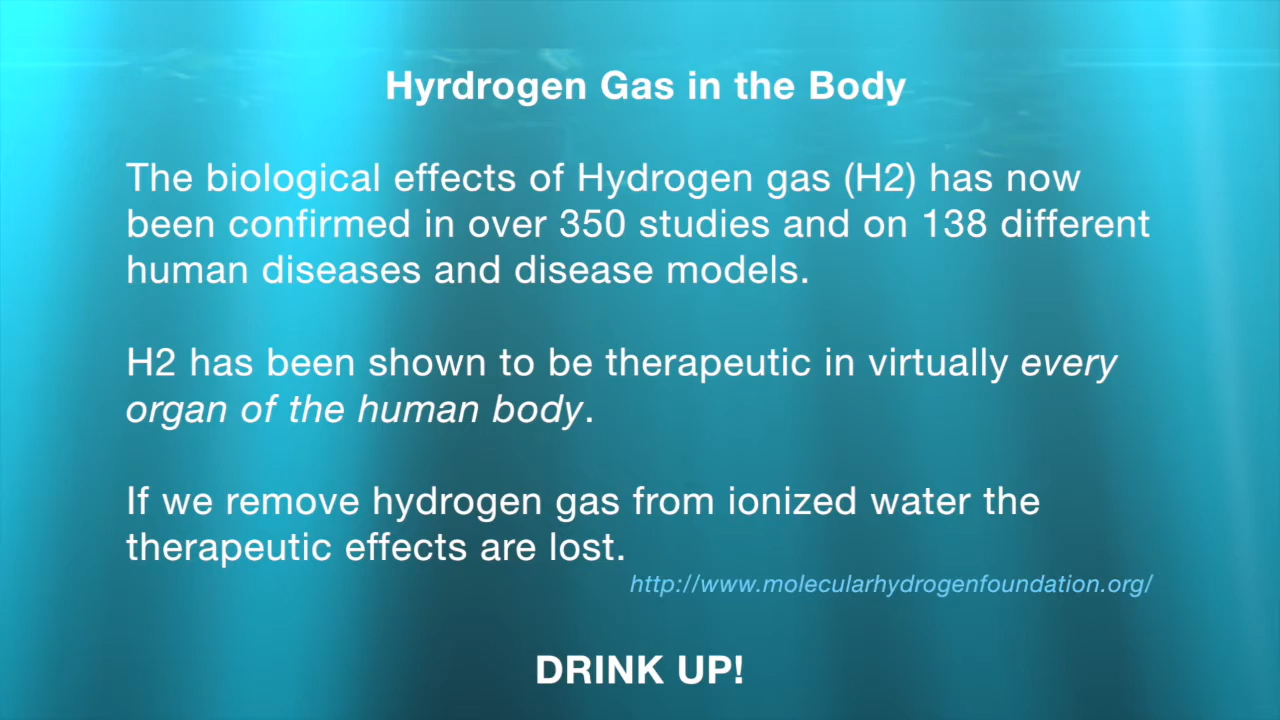 Hyrdrogen Gas in the Body
The biological effects of Hydrogen gas (H2) has now
been confirmed in over 350 studies and on 138 different
human diseases and disease models.
H2 has been shown to be therapeutic in virtually every
organ of the human body.
If we remove hydrogen gas from ionized water the
therapeutic effects are lost.
http://www.molecularhydrogenfoundation.org/
DRINK UP!